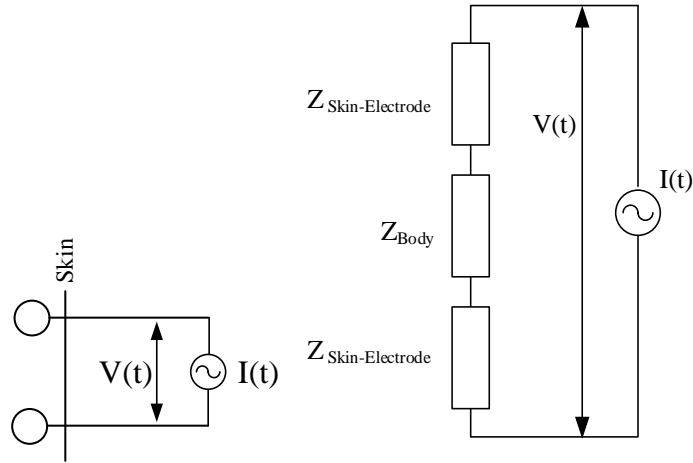 Skin
V(t)
I(t)
Z Skin-Electrode
Z Body
Z Skin-Electrode
V(t)
I(t)